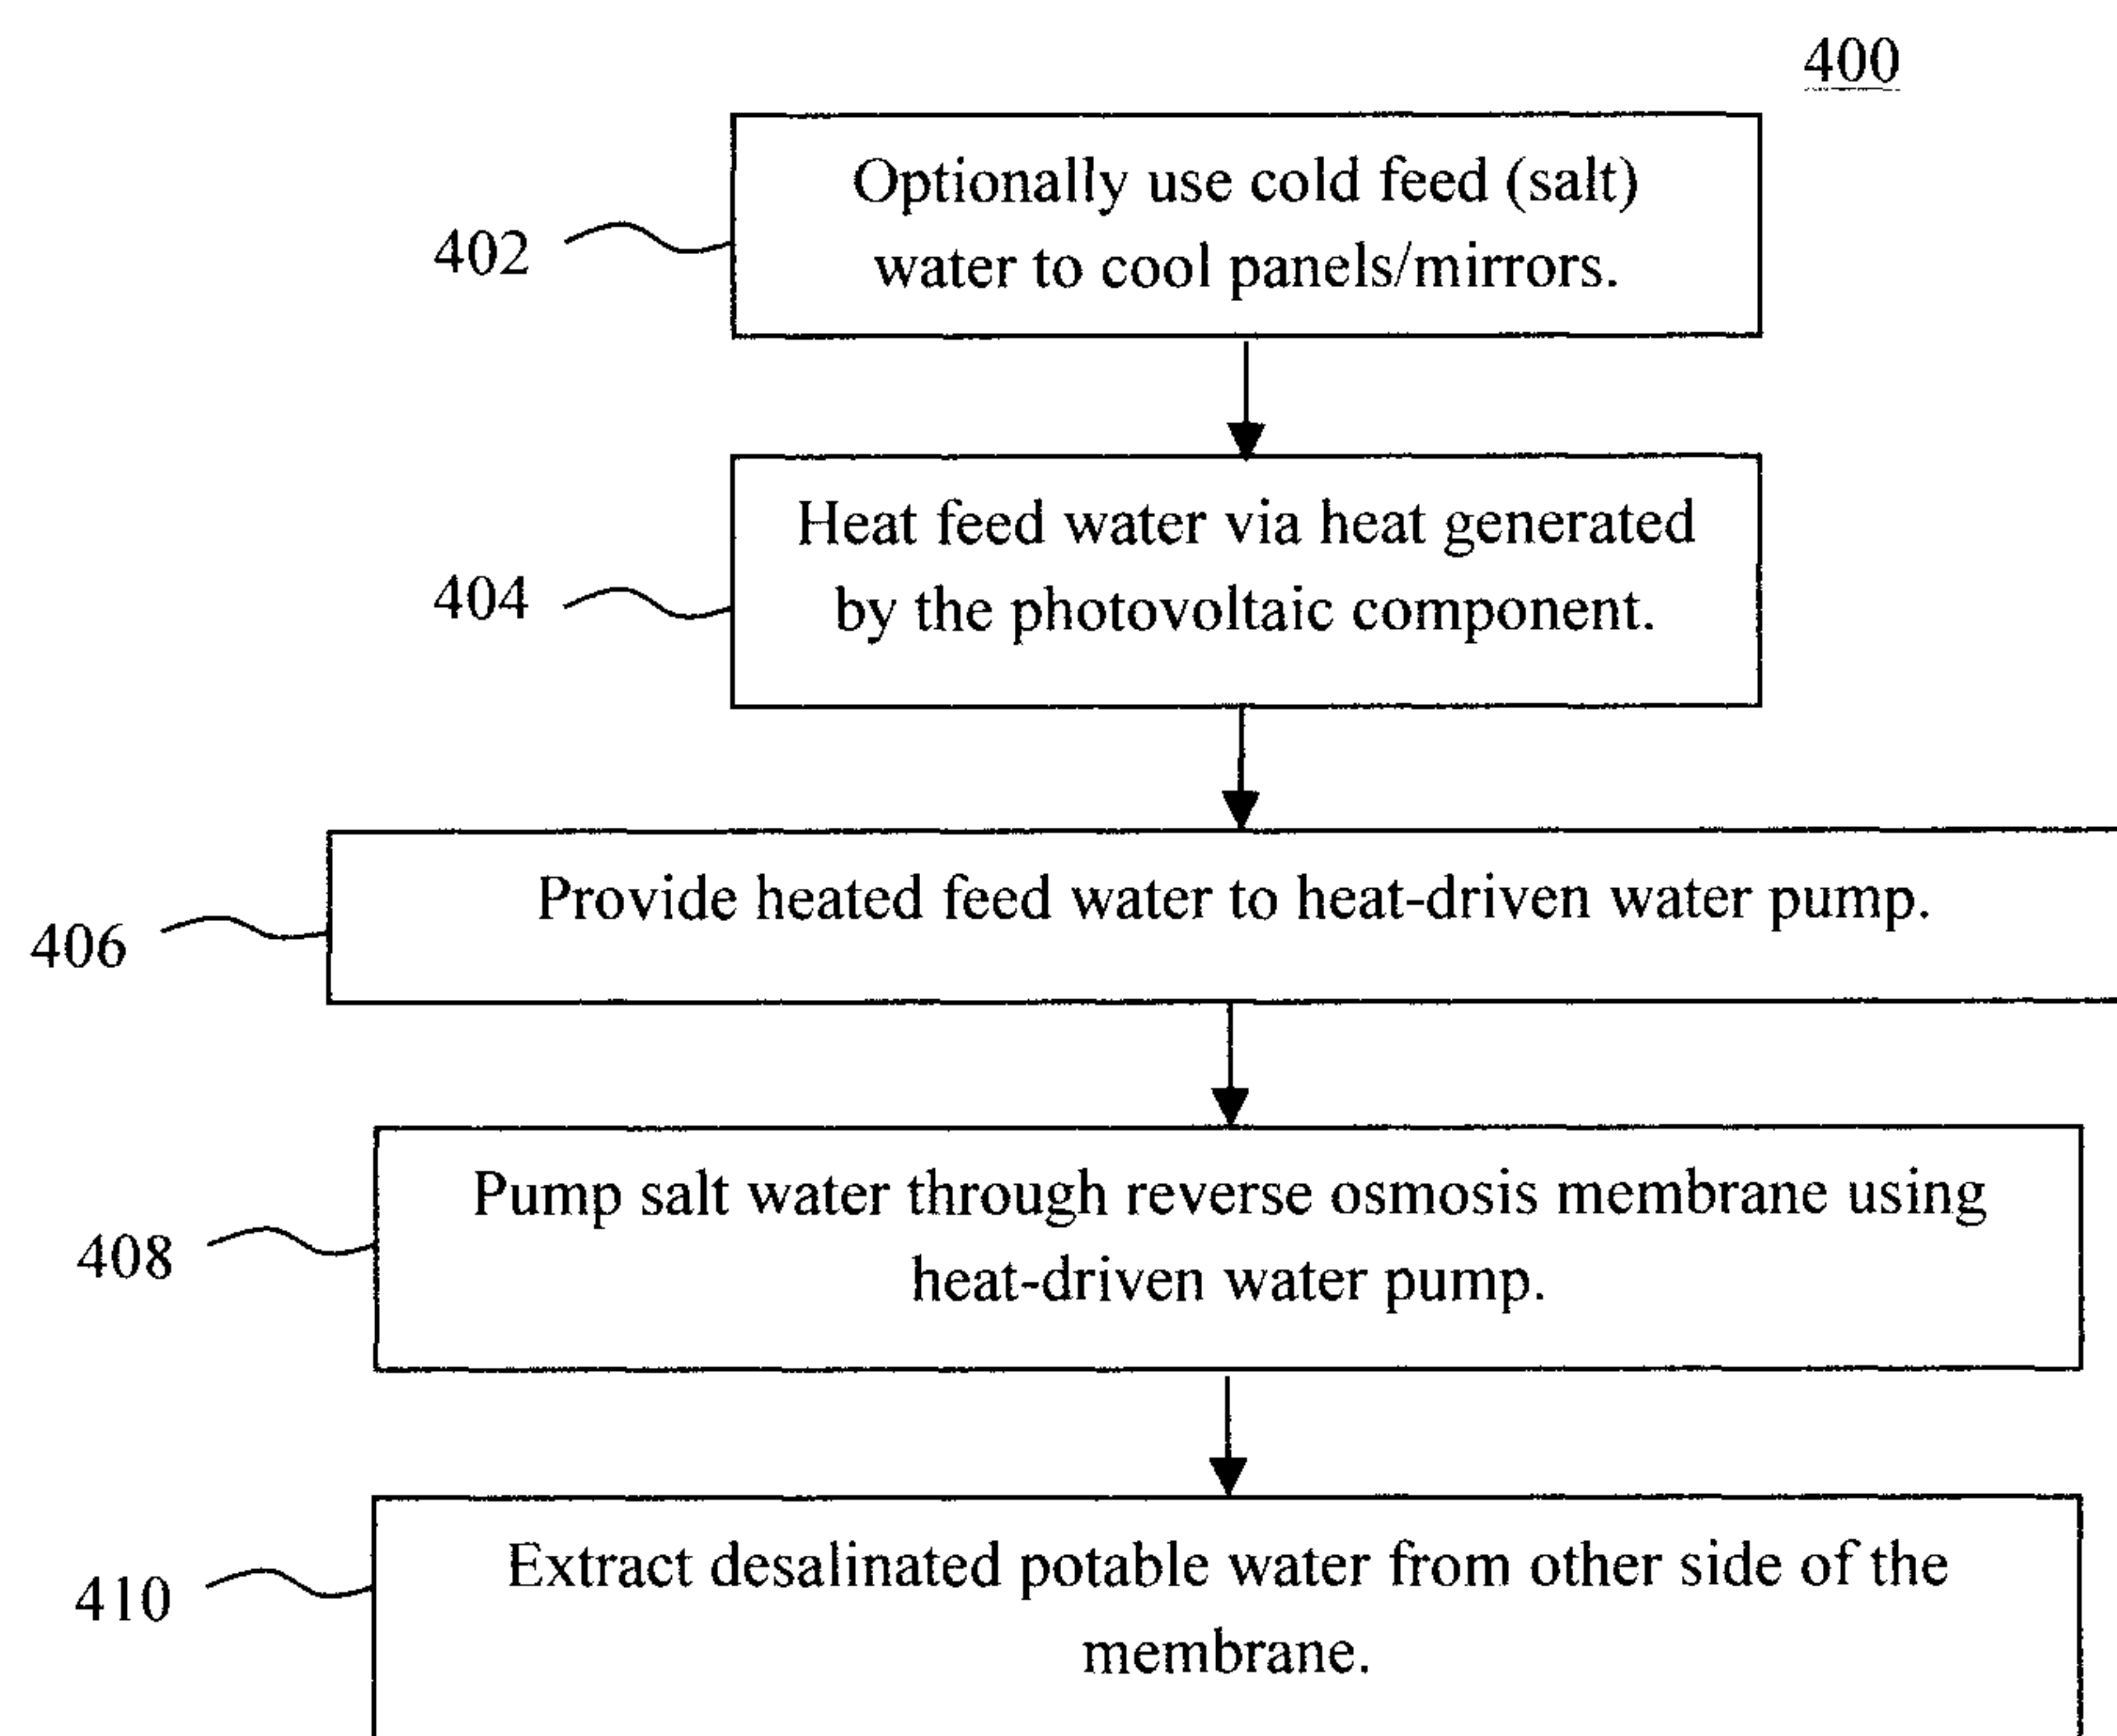 400
Optionally use cold feed (salt)
water to cool panels/mirrors.
402
Heat feed water via heat generated
by the photovoltaic component.
404
Provide heated feed water to heat-driven water pump.
406
Pump salt water through reverse osmosis membrane using
heat-driven water pump.
408
Extract desalinated potable water from other side of the
membrane.
410